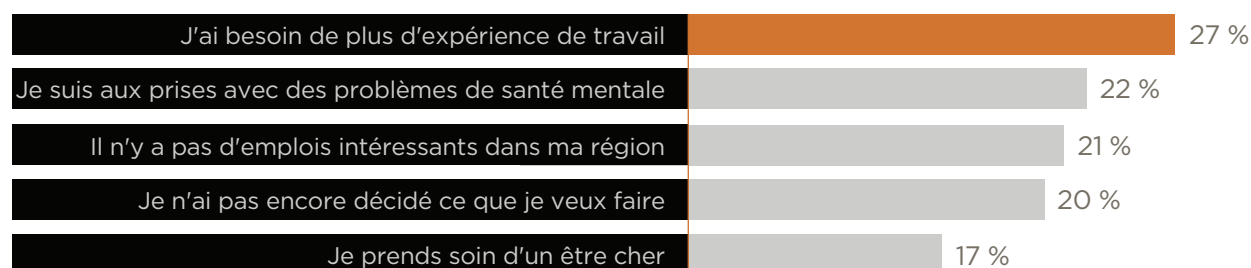 J'ai besoin de plus d'expérience de travail 27 %
Je suis aux prises avec des problèmes de santé mentale 22 %
Il n'y a pas d'emplois intéressants dans ma région 21 %
Je n'ai pas encore décidé ce que je veux faire 20 %
Je prends soin d'un être cher 17 %